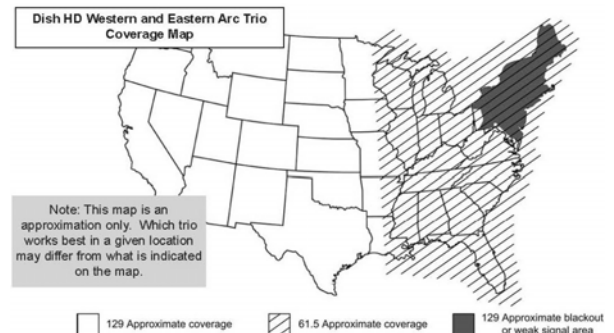 Dish HD Western and Eastern Arc Trio
Coverage Map
Note: This map is an
approximation only.  Which trio
works best in a given location
may differ from what is indicated
on the map.
129 Approximate coverage
61.5 Approximate coverage
129 Approximate blackout
or weak signal area